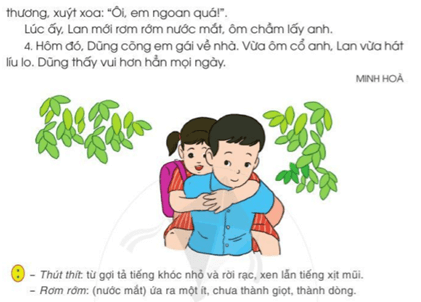 thương, xuýt xoa: “Ôi, em ngoan quá!”.
Lúc ấy, Lan mới rơm rớm nước mắt, ôm chầm lấy anh.
4. Hôm đó, Dũng cõng em gái về nhà. Vừa ôm cổ anh, Lan vừa hát
líu lo. Dũng thấy vui hơn hẳn mọi ngày.
MINH HOÀ
– Thút thít: từ gợi tả tiếng khóc nhỏ và rời rạc, xen lẫn tiếng xịt mũi.
– Rơm rớm: (nước mắt) ứa ra một ít, chưa thành giọt, thành dòng.